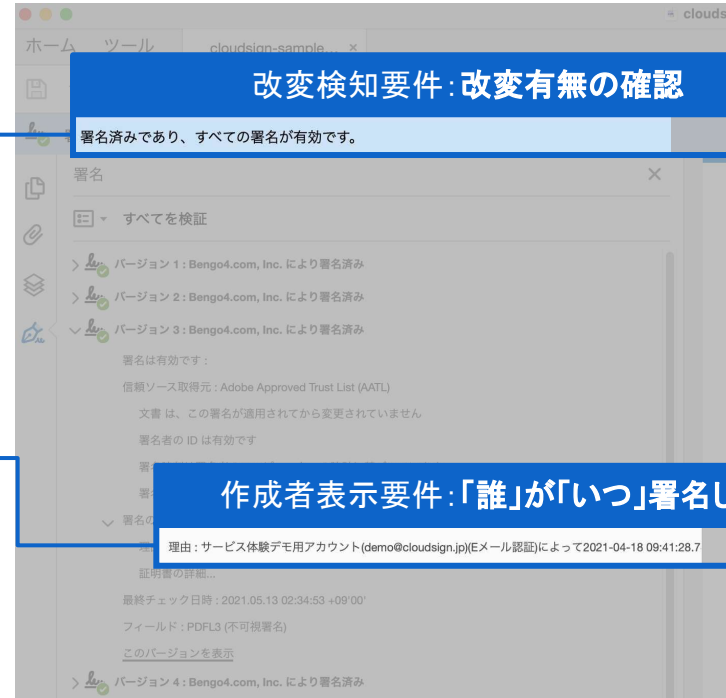 clouds
ホーム ツール cloudsign-sample... ×
改変検知要件：改変有無の確認
署名済みであり、すべての署名が有効です。
署名
すべてを検証
バージョン 1 : Bengo4.com, Inc. により署名済み
バージョン 2 : Bengo4.com, Inc. により署名済み
バージョン 3 : Bengo4.com, Inc. により署名済み
署名は有効です :
信頼ソース取得元 : Adobe Approved Trust List (AATL)
文書 は、この署名が適用されてから変更されていません
署名者の ID は有効です
作成者表示要件：「誰」が「いつ」署名し
署名の
理由 : サービス体験デモ用アカウント(demo@cloudsign.jp)(Eメール認証)によって2021-04-18 09:41:28.7
証明書の詳細...
最終チェック日時 : 2021.05.13 02:34:53 +09'00'
フィールド : PDFL3 (不可視署名)
このバージョンを表示
バージョン 4 : Bengo4.com, Inc. により署名済み